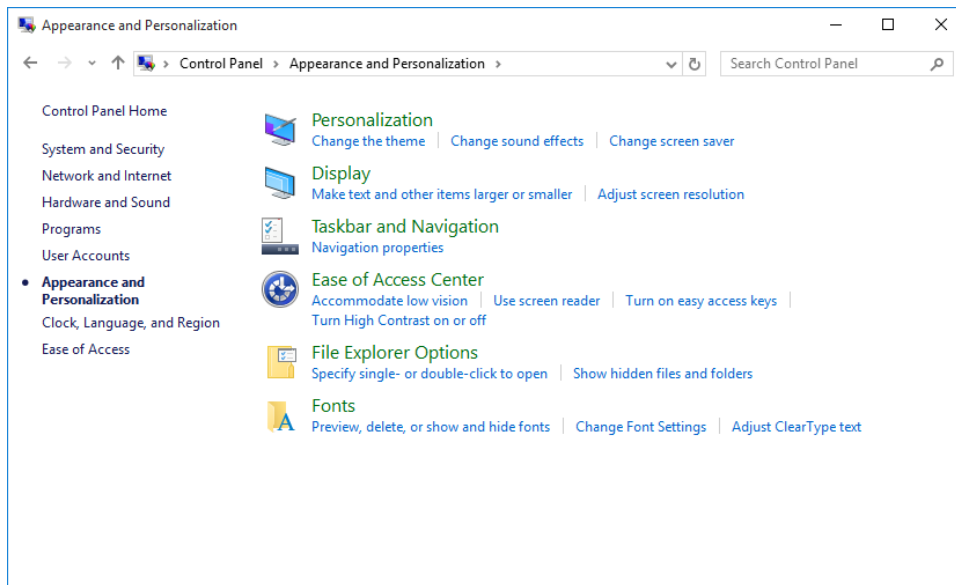 Appearance and Personalization
Control Panel > Appearance and Personalization >
Search Control Panel
Control Panel Home
System and Security
Network and Internet
Hardware and Sound
Programs
User Accounts
Appearance and
Personalization
Clock, Language, and Region
Ease of Access
Personalization
Change the theme | Change sound effects | Change screen saver
Display
Make text and other items larger or smaller | Adjust screen resolution
Taskbar and Navigation
Navigation properties
Ease of Access Center
Accommodate low vision | Use screen reader | Turn on easy access keys |
Turn High Contrast on or off
File Explorer Options
Specify single- or double-click to open | Show hidden files and folders
Fonts
Preview, delete, or show and hide fonts | Change Font Settings | Adjust ClearType text